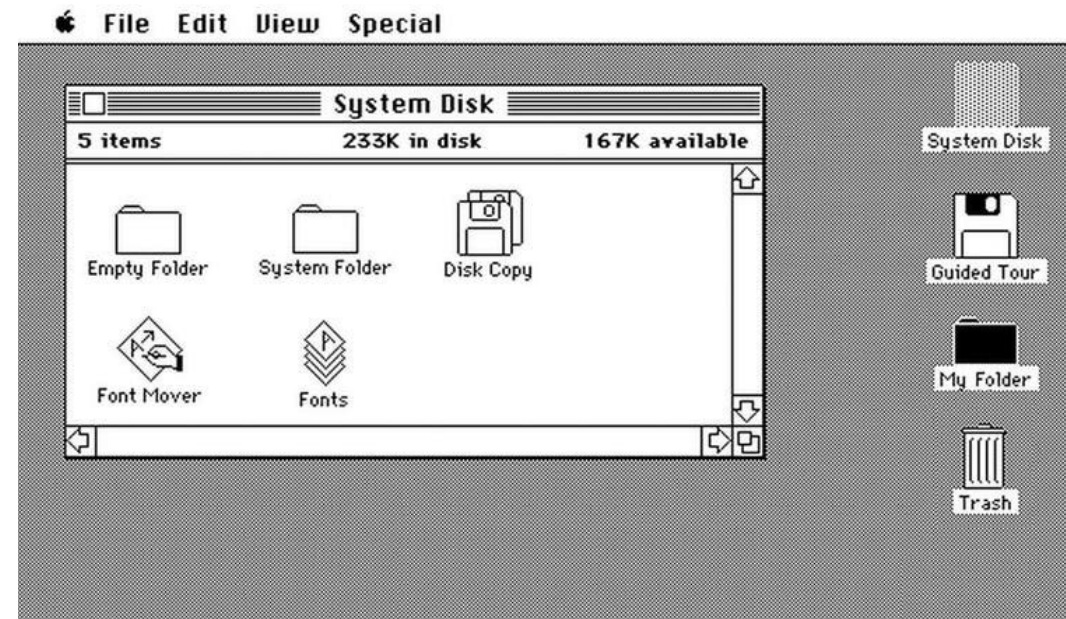 File Edit View Special
System Disk
5 items 233K in disk 167K available
Empty Folder System Folder Disk Copy
Font Mover Fonts
System Disk
Guided Tour
My Folder
Trash